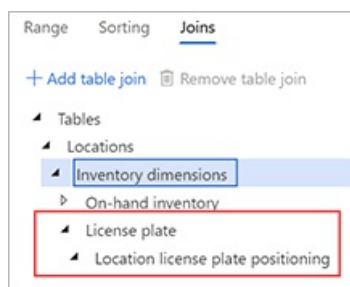 Range Sorting Joins
+ Add table join Remove table join
Tables
Locations
Inventory dimensions
On-hand inventory
License plate
Location license plate positioning